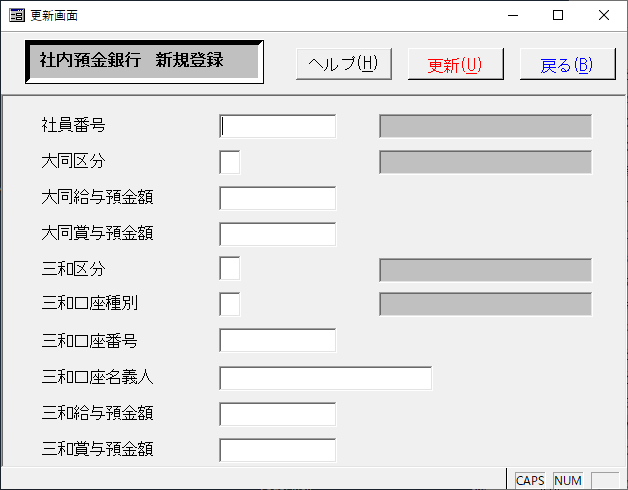 更新画面
社内預金銀行　新規登録
ヘルプ(H)
更新(U)
戻る(B)
社員番号
大同区分
大同給与預金額
大同賞与預金額
三和区分
三和口座種別
三和口座番号
三和口座名義人
三和給与預金額
三和賞与預金額
CAPS
NUM